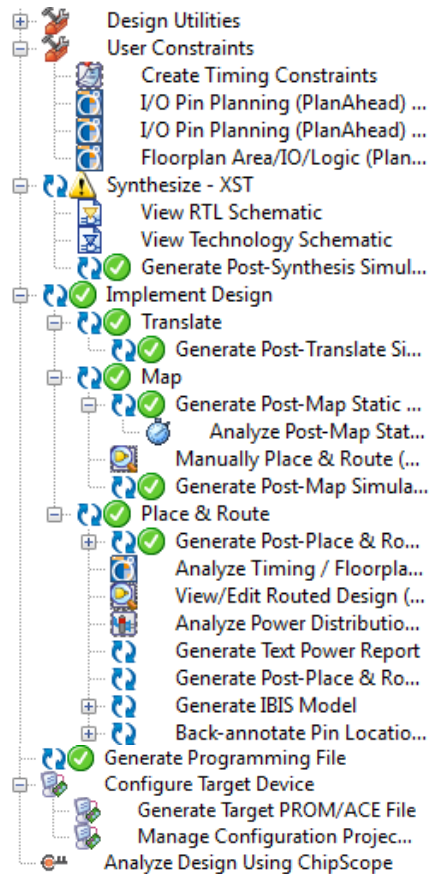 Design Utilities
User Constraints
Create Timing Constraints
I/O Pin Planning (PlanAhead) ...
I/O Pin Planning (PlanAhead) ...
Floorplan Area/IO/Logic (Plan...
Synthesize - XST
View RTL Schematic
View Technology Schematic
Generate Post-Synthesis Simul...
Implement Design
Translate
Generate Post-Translate Si...
Map
Generate Post-Map Static ...
Analyze Post-Map Stat...
Manually Place & Route (...
Generate Post-Map Simula...
Place & Route
Generate Post-Place & Ro...
Analyze Timing / Floorpla...
View/Edit Routed Design (...
Analyze Power Distributio...
Generate Text Power Report
Generate Post-Place & Ro...
Generate IBIS Model
Back-annotate Pin Locatio...
Generate Programming File
Configure Target Device
Generate Target PROM/ACE File
Manage Configuration Projec...
Analyze Design Using ChipScope